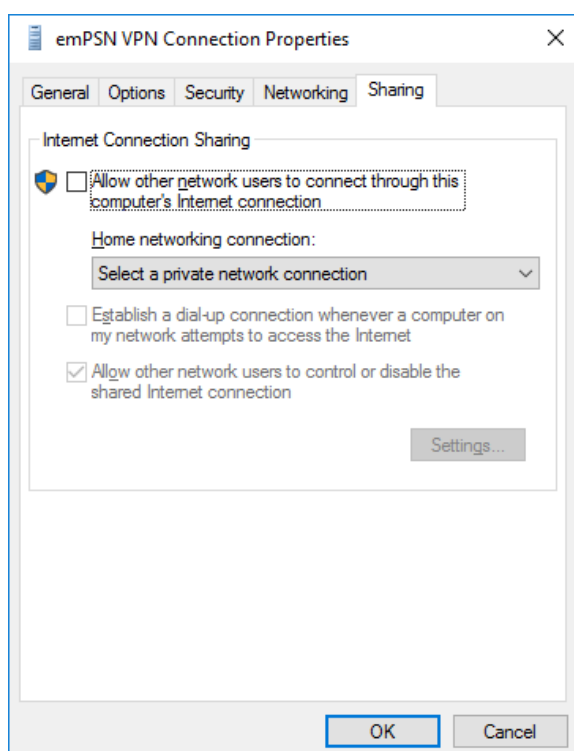 emPSN VPN Connection Properties
General Options Security Networking Sharing
Internet Connection Sharing
Allow other network users to connect through this
computer's Internet connection
Home networking connection:
Select a private network connection
Establish a dial-up connection whenever a computer on
my network attempts to access the Internet
Allow other network users to control or disable the
shared Internet connection
Settings...
OK Cancel